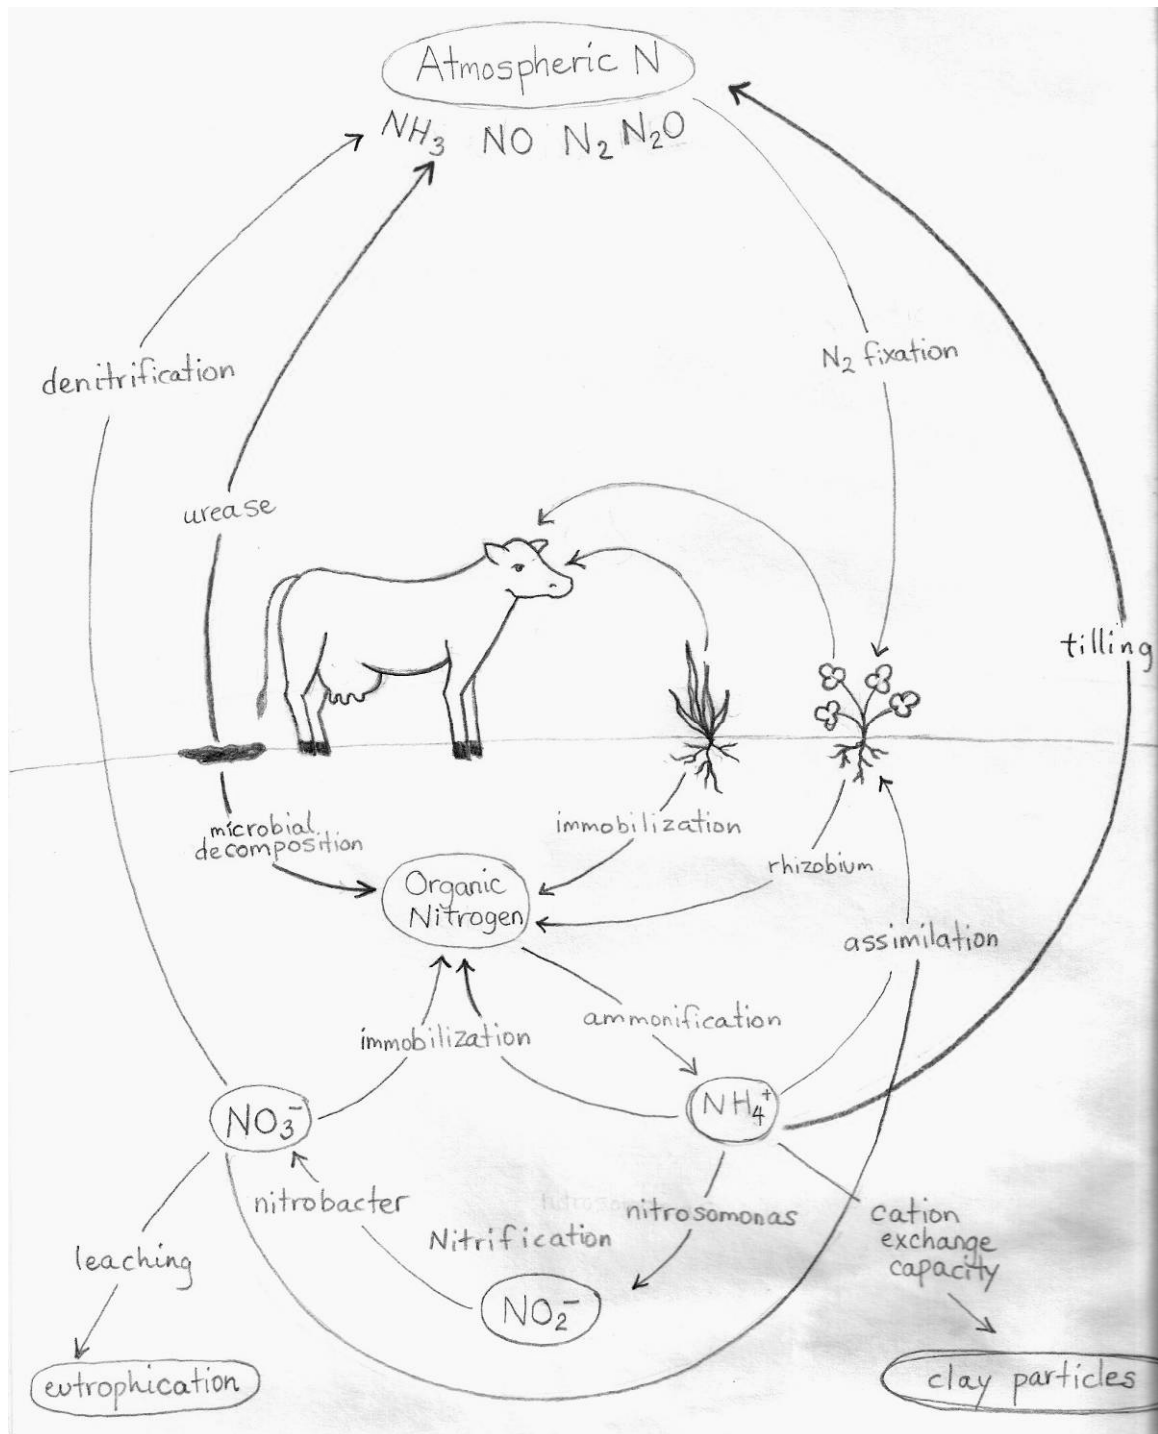 Atmospheric N
NH₃ NO N₂ N₂O
denitrification
N₂ fixation
urease
tilling
microbial
decomposition
immobilization
rhizobium
Organic
Nitrogen
assimilation
ammonification
immobilization
NO₃⁻
NH₄⁺
nitrobacter
nitrosomonas
Nitrification
cation
exchange
capacity
leaching
NO₂⁻
eutrophication
clay particles